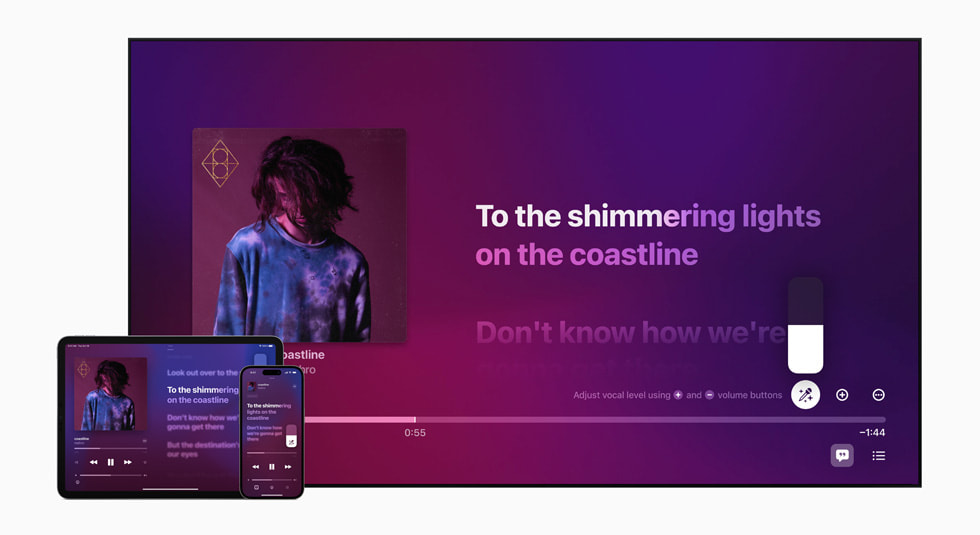 To the shimmering lights
on the coastline
Don't know how we're
oastline
bro
Adjust vocal level using + and − volume buttons
0:55
−1:44
Look out over to the
To the shimmering
on the coastline
Don't know how we'
gonna get there
But the destination'
our eyes
coastline
coastline
To the shimmering
lights on the
coastline
Don't know how
we're gonna get
there